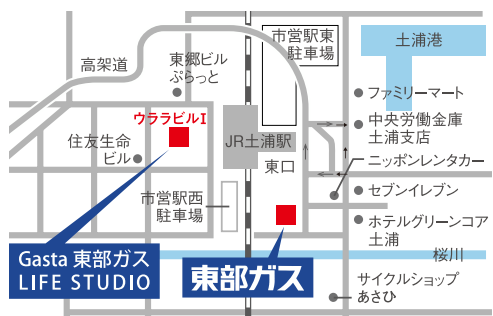 市営駅東
駐車場
土浦港
高架道
東郷ビル
ぷらっと
ファミリーマート
ウララビルI
中央労働金庫
土浦支店
住友生命
ビル
JR土浦駅
東口
ニッポンレンタカー
市営駅西
駐車場
セブンイレブン
ホテルグリーンコア
土浦
Gasta 東部ガス
LIFE STUDIO
東部ガス
桜川
サイクルショップ
あさひ